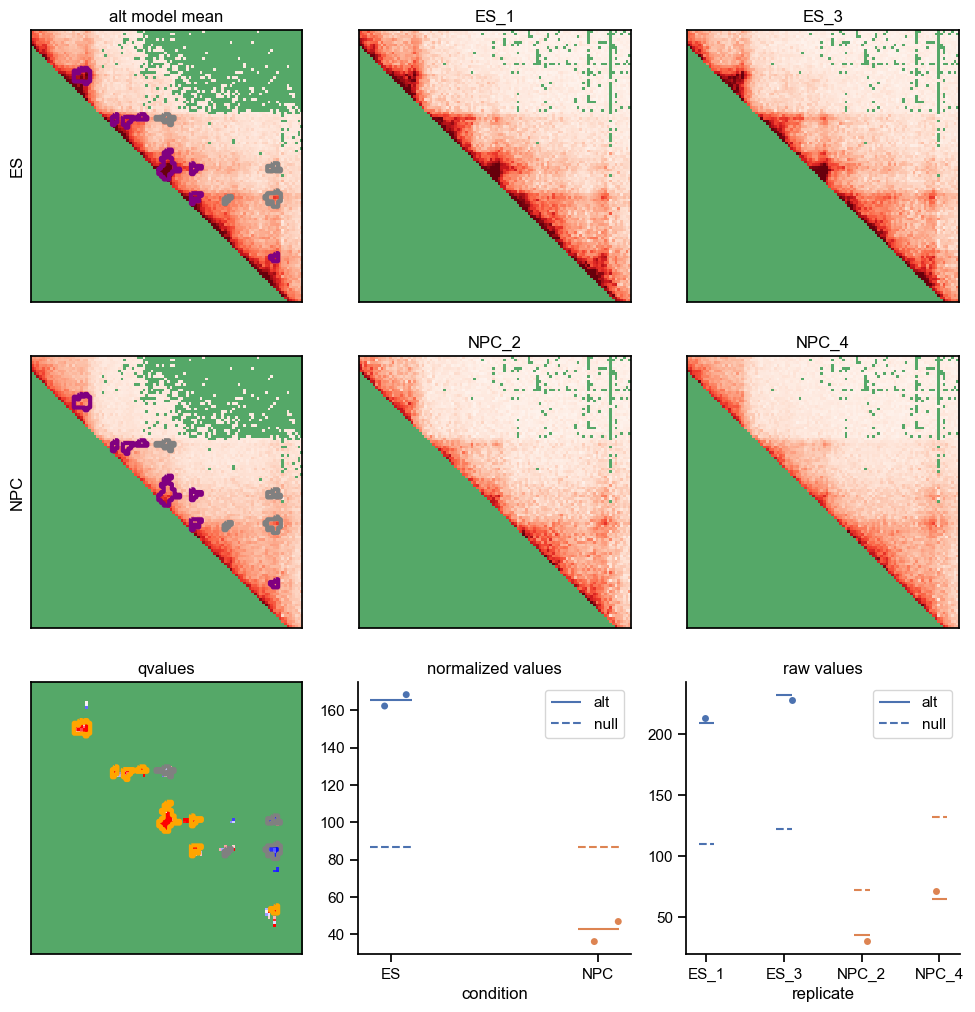 alt model mean
ES_1
ES_3
ES
NPC_2
NPC_4
NPC
qvalues
normalized values
raw values
alt
null
alt
null
160
140
120
100
80
60
40
200
150
100
50
ES
NPC
ES_1
ES_3
NPC_2
NPC_4
condition
replicate